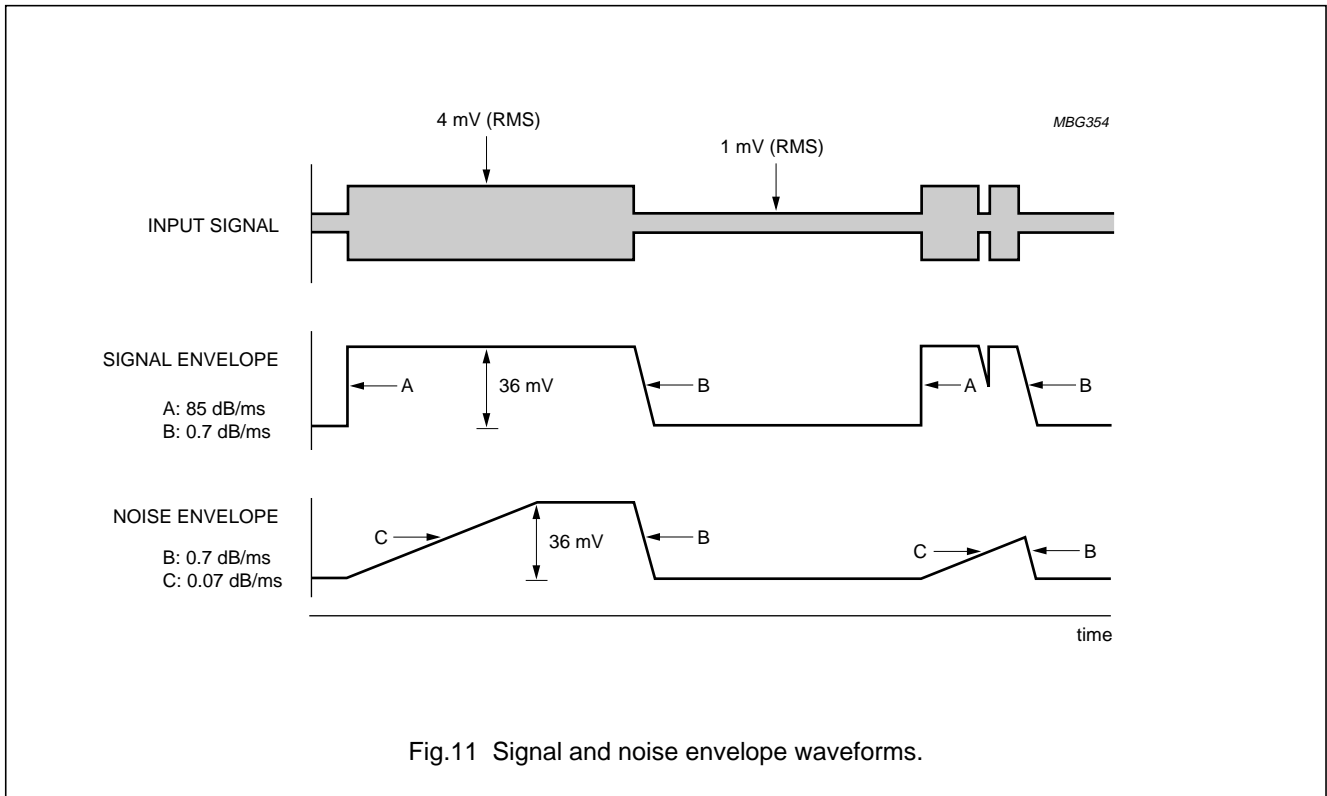 4 mV (RMS)
MBG354
1 mV (RMS)
INPUT SIGNAL
SIGNAL ENVELOPE
A
36 mV
B
A
B
A: 85 dB/ms
B: 0.7 dB/ms
NOISE ENVELOPE
C
36 mV
B
C
B
B: 0.7 dB/ms
C: 0.07 dB/ms
time
Fig.11 Signal and noise envelope waveforms.